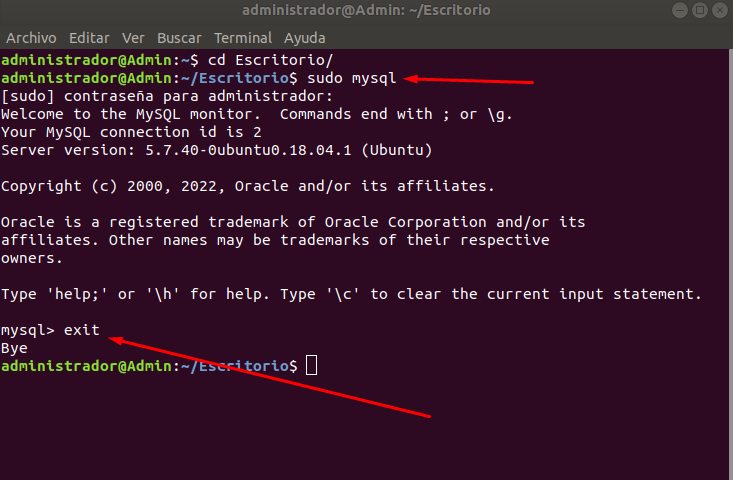 administrador@Admin: ~/Escritorio
Archivo Editar Ver Buscar Terminal Ayuda
administrador@Admin:~$ cd Escritorio/
administrador@Admin:~/Escritorio$ sudo mysql
[sudo] contraseña para administrador:
Welcome to the MySQL monitor.  Commands end with ; or \g.
Your MySQL connection id is 2
Server version: 5.7.40-0ubuntu0.18.04.1 (Ubuntu)

Copyright (c) 2000, 2022, Oracle and/or its affiliates.

Oracle is a registered trademark of Oracle Corporation and/or its
affiliates. Other names may be trademarks of their respective
owners.

Type 'help;' or '\h' for help. Type '\c' to clear the current input statement.

mysql> exit
Bye
administrador@Admin:~/Escritorio$